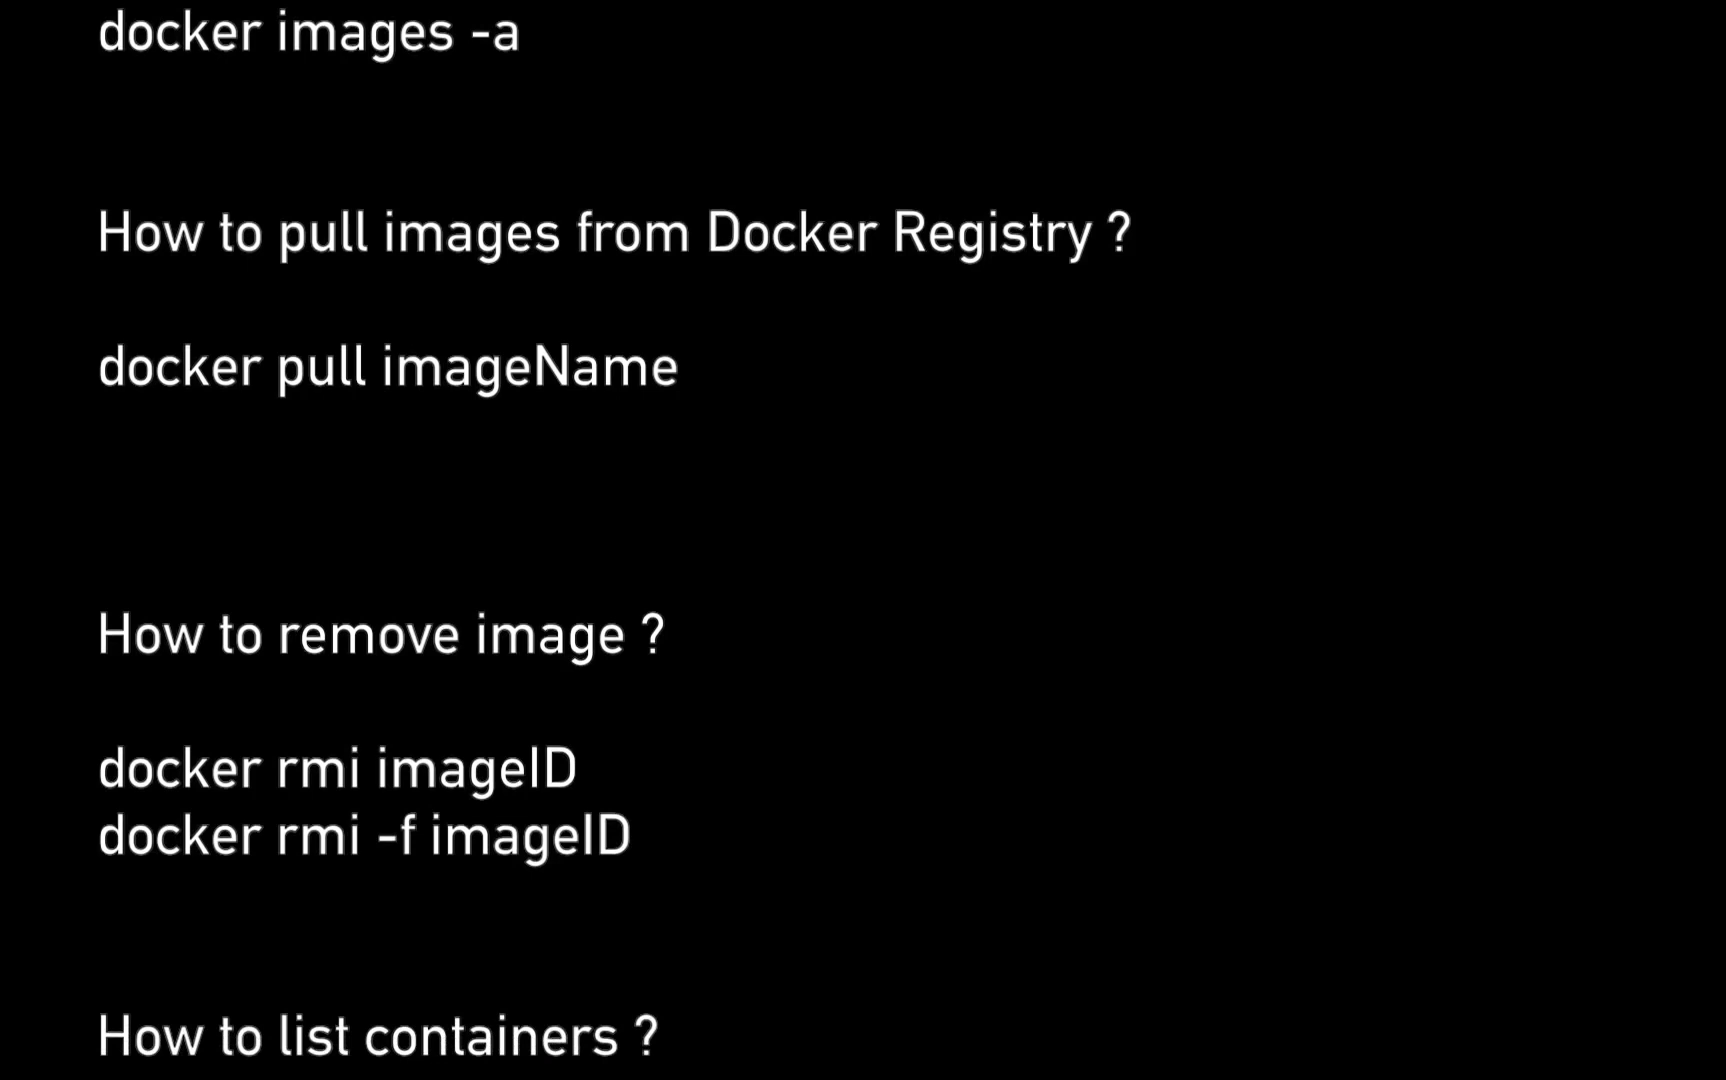 docker images -a
How to pull images from Docker Registry ?
docker pull imageName
How to remove image ?
docker rmi imageID
docker rmi -f imageID
How to list containers ?